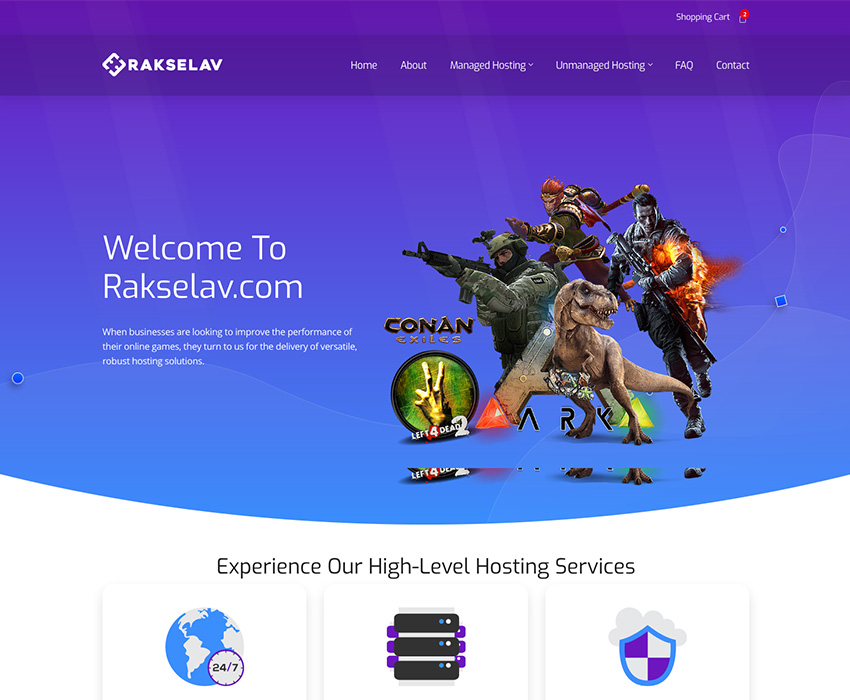 Shopping Cart 2
RAKSELAV
Home About Managed Hosting Unmanaged Hosting FAQ Contact
Welcome To
Rakselav.com
When businesses are looking to improve the performance of
their online games, they turn to us for the delivery of versatile,
robust hosting solutions.
CONAN
EXILES
LEFT 4 DEAD 2
ARK
Experience Our High-Level Hosting Services
24/7